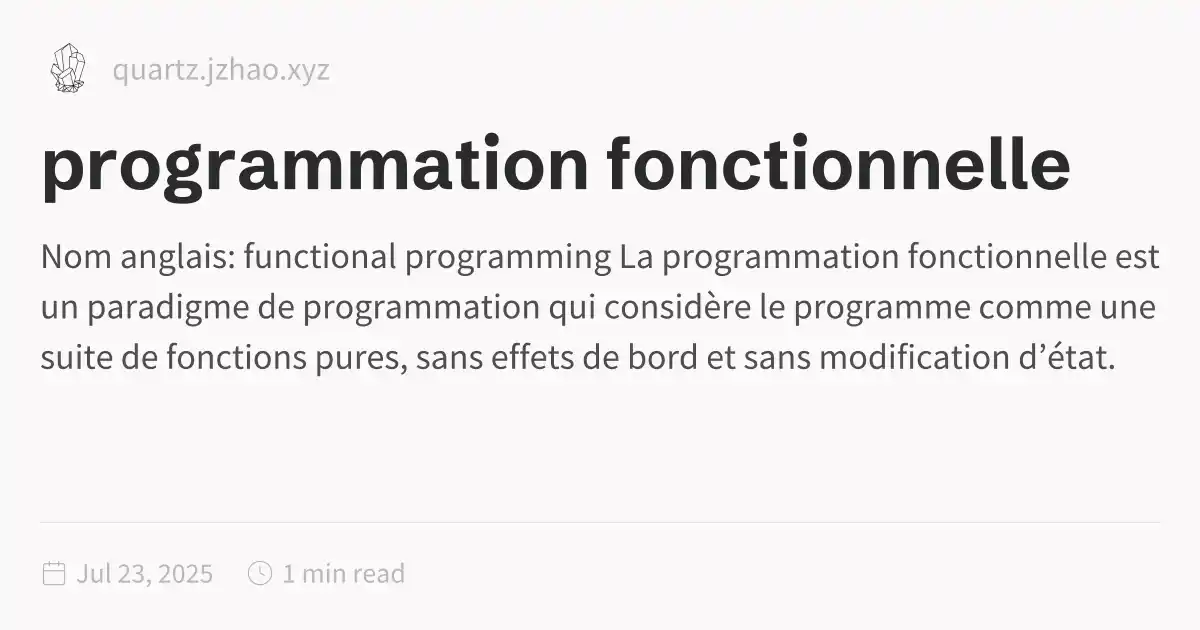 quartz.jzhao.xyz
programmation fonctionnelle
Nom anglais: functional programming La programmation fonctionnelle est
un paradigme de programmation qui considère le programme comme une
suite de fonctions pures, sans effets de bord et sans modification d’état.
Jul 23, 2025 1 min read